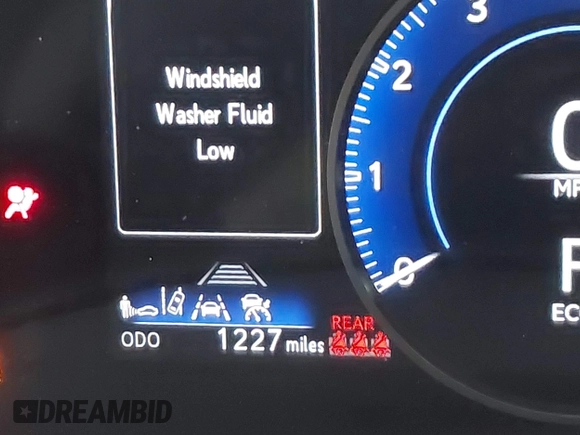 Windshield
Washer Fluid
Low
3
2
1
0
ODO 1227 miles
REAR
DREAMBID